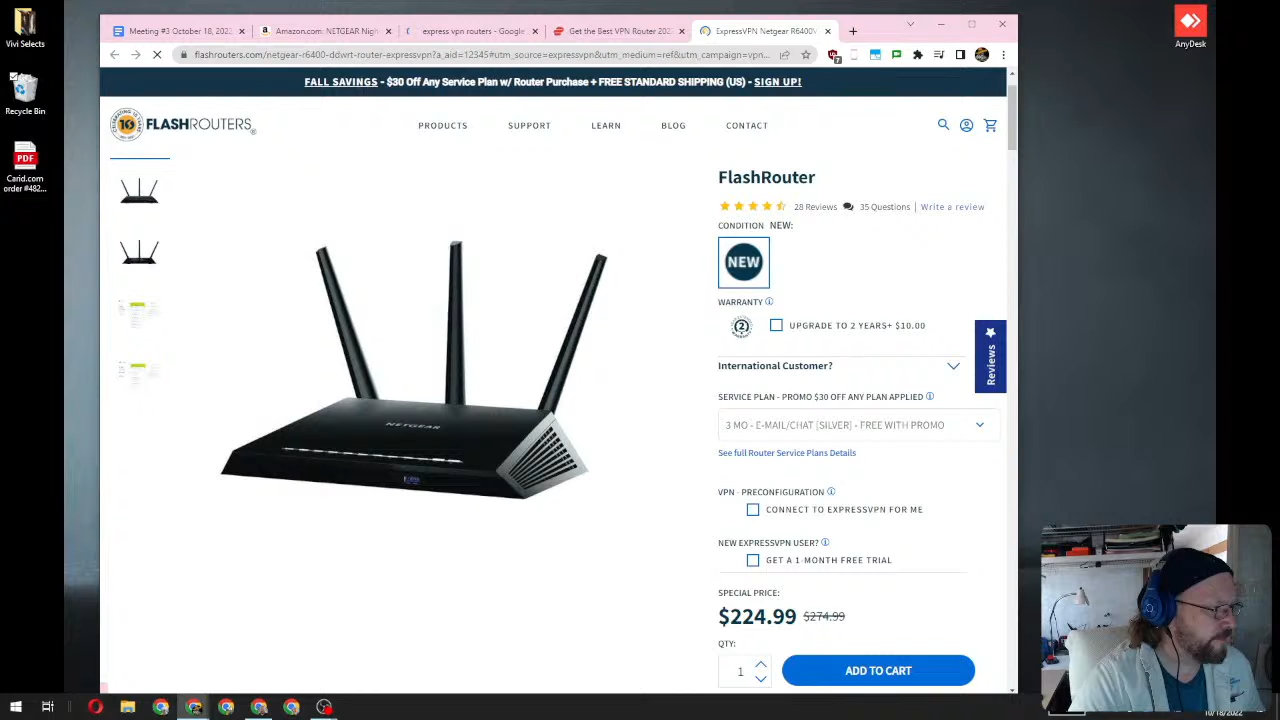 Vivi Selects
Recycle Bin
Carid.com
order #482...
AnyDesk
Meeting #3 October 18, 2022
Amazon.com: NETGEAR Nigh
express vpn routers - Google
Get the Best VPN Router 202
ExpressVPN Netgear R6400V
flashrouters.com/netgear-r6400-ddwrt-router-expressvpn?a_aid=12345#utm_source=expressvpn&utm_medium=ref&utm_campaign=vpn...
FALL SAVINGS - $30 Off Any Service Plan w/ Router Purchase + FREE STANDARD SHIPPING (US) - SIGN UP!
FLASHROUTERS
PRODUCTS SUPPORT LEARN BLOG CONTACT
FlashRouter
28 Reviews 35 Questions | Write a review
CONDITION NEW:
NEW
WARRANTY
2 UPGRADE TO 2 YEARS+ $10.00
International Customer?
Reviews
SERVICE PLAN - PROMO $30 OFF ANY PLAN APPLIED
3 MO - E-MAIL/CHAT [SILVER] - FREE WITH PROMO
See full Router Service Plans Details
VPN - PRECONFIGURATION
CONNECT TO EXPRESSVPN FOR ME
NEW EXPRESSVPN USER?
GET A 1-MONTH FREE TRIAL
SPECIAL PRICE:
$224.99 $274.99
QTY:
1 ADD TO CART
NETGEAR
10/18/2022